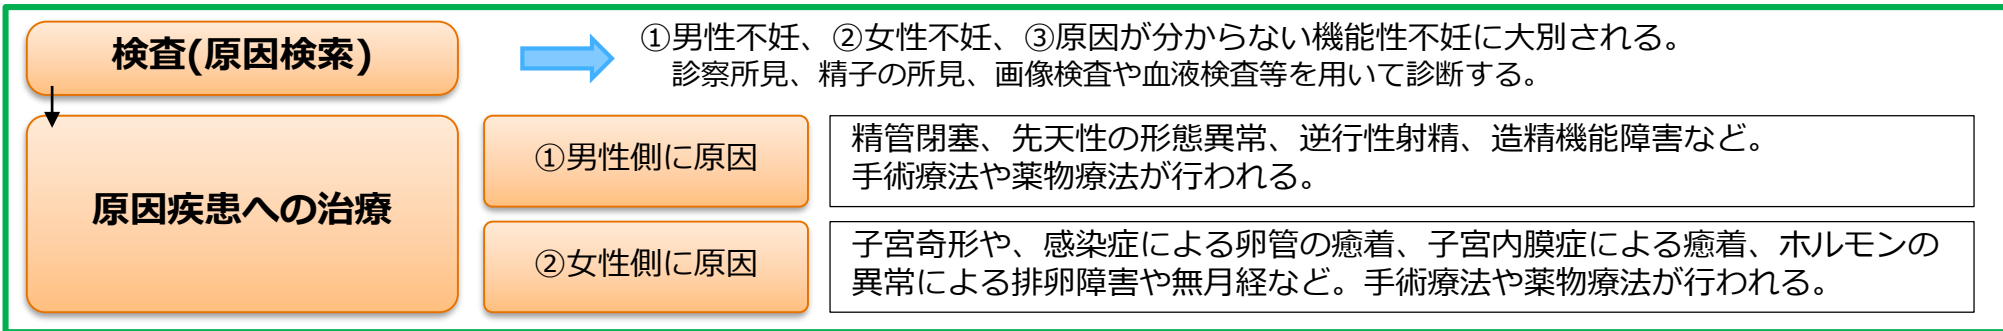 検査(原因検索)
①男性不妊、②女性不妊、③原因が分からない機能性不妊に大別される。
診察所見、精子の所見、画像検査や血液検査等を用いて診断する。
原因疾患への治療
①男性側に原因
精管閉塞、先天性の形態異常、逆行性射精、造精機能障害など。
手術療法や薬物療法が行われる。
②女性側に原因
子宮奇形や、感染症による卵管の癒着、子宮内膜症による癒着、ホルモンの
異常による排卵障害や無月経など。手術療法や薬物療法が行われる。